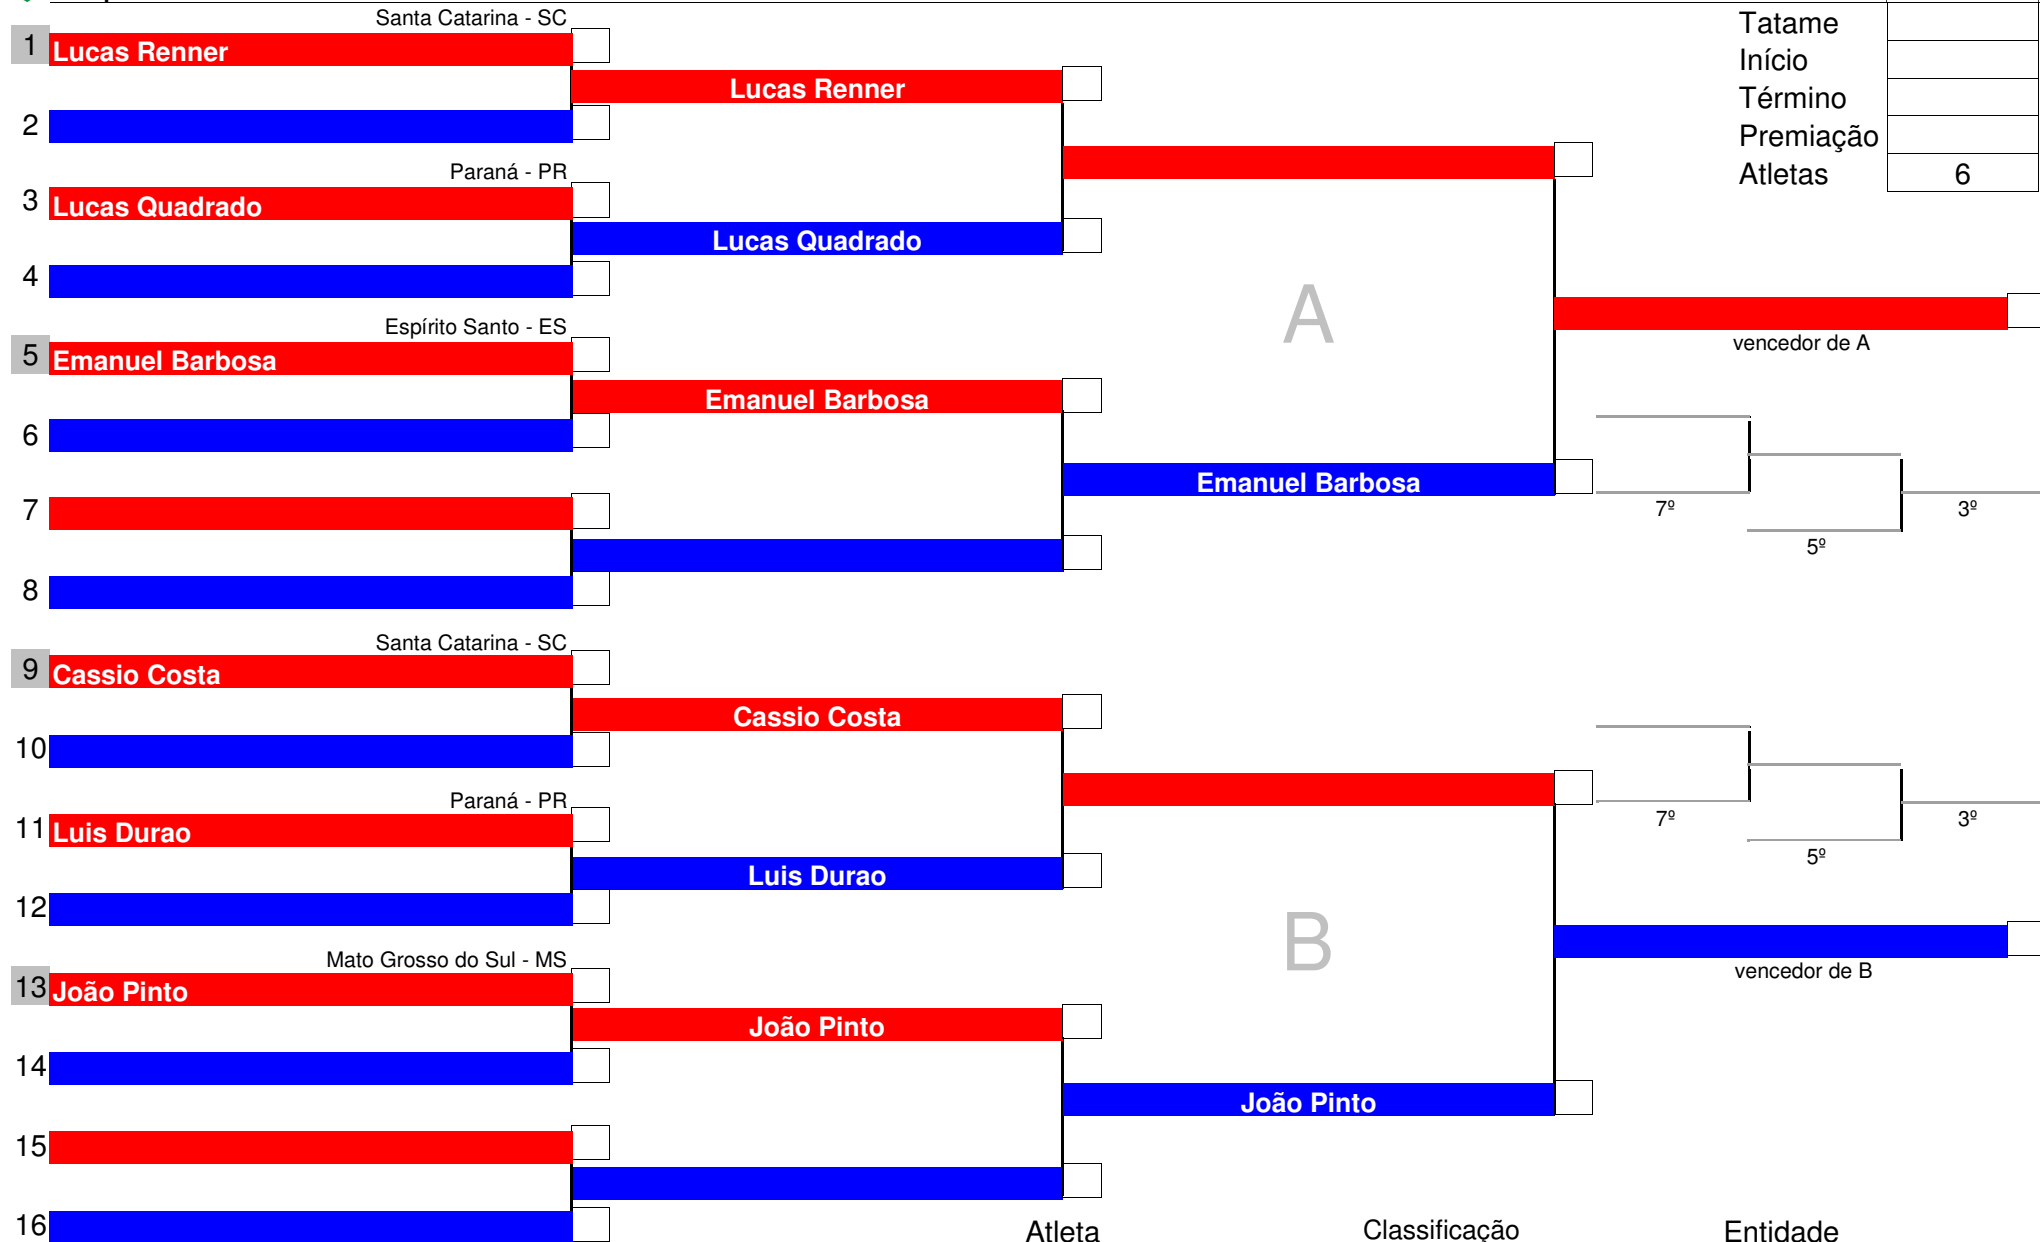 Santa Catarina - SC
1 Lucas Renner
Lucas Renner
2
Paraná - PR
3 Lucas Quadrado
Lucas Quadrado
4
Espírito Santo - ES
5 Emanuel Barbosa
Emanuel Barbosa
6
Emanuel Barbosa
7
8
A
Tatame
Início
Término
Premiação
Atletas 6
vencedor de A
7º
3º
5º
Santa Catarina - SC
9 Cassio Costa
Cassio Costa
10
Paraná - PR
11 Luis Durao
Luis Durao
12
Mato Grosso do Sul - MS
13 João Pinto
João Pinto
14
João Pinto
15
16
B
7º
3º
5º
vencedor de B
Atleta Classificação Entidade